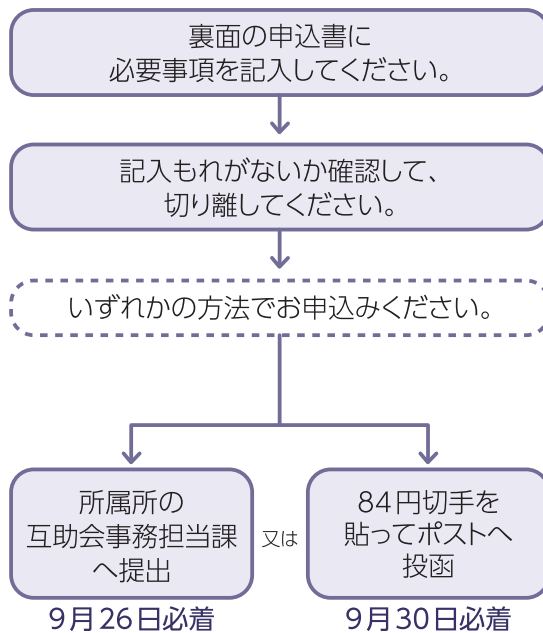 裏面の申込書に
必要事項を記入してください。
記入もれがないか確認して、
切り離してください。
いずれかの方法でお申込みください。
所属所の
互助会事務担当課
へ提出
9月26日必着
又は
84円切手を
貼ってポストへ
投函
9月30日必着